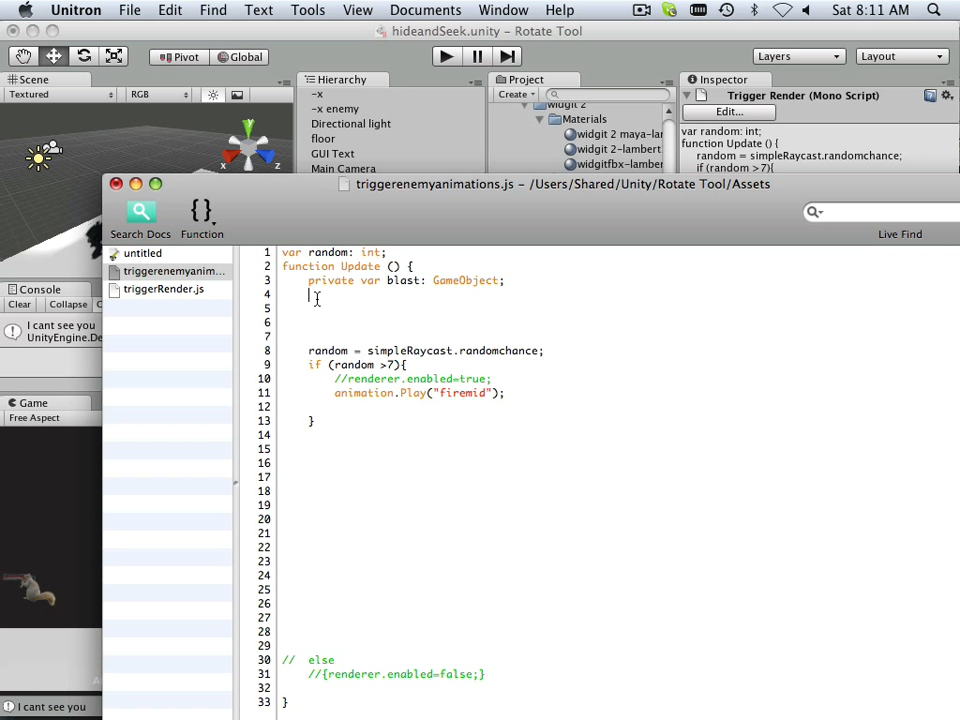 Unitron File Edit Find Text Tools View Documents Window Help Sat 8:11 AM
hideandSeek.unity - Rotate Tool
Pivot Global Layers Layout
Scene Hierarchy Project Inspector
Textured RGB
Create
-x
-x enemy
Directional light
floor
GUI Text
Main Camera
widgit 2
Materials
widgit 2 maya-lar
widgit 2-lambert
widgitfbx-lamber
Trigger Render (Mono Script)
Edit...
var random: int;
function Update () {
random = simpleRaycast.randomchance;
if (random >7){
triggerenemyanimations.js - /Users/Shared/Unity/Rotate Tool/Assets
Search Docs Function Live Find
untitled
triggerenemyanim...
triggerRender.js
Console
Clear Collapse C
I cant see you
UnityEngine.De
Game
Free Aspect
I cant see you
1 var random: int;
2 function Update () {
3 private var blast: GameObject;
4
5
6
7
8 random = simpleRaycast.randomchance;
9 if (random >7){
10 //renderer.enabled=true;
11 animation.Play("firemid");
12
13 }
14
15
16
17
18
19
20
21
22
23
24
25
26
27
28
29
30 // else
31 //{renderer.enabled=false;}
32
33 }